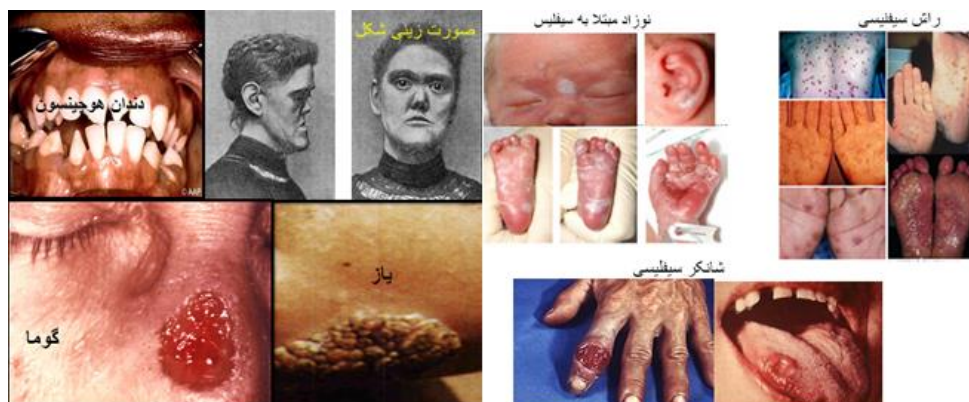 صورت زینی شکل
دندان هوچینسون
گوما
یاز
نوزاد مبتلا به سیفلیس
راش سیفلیسی
شانکر سیفلیسی